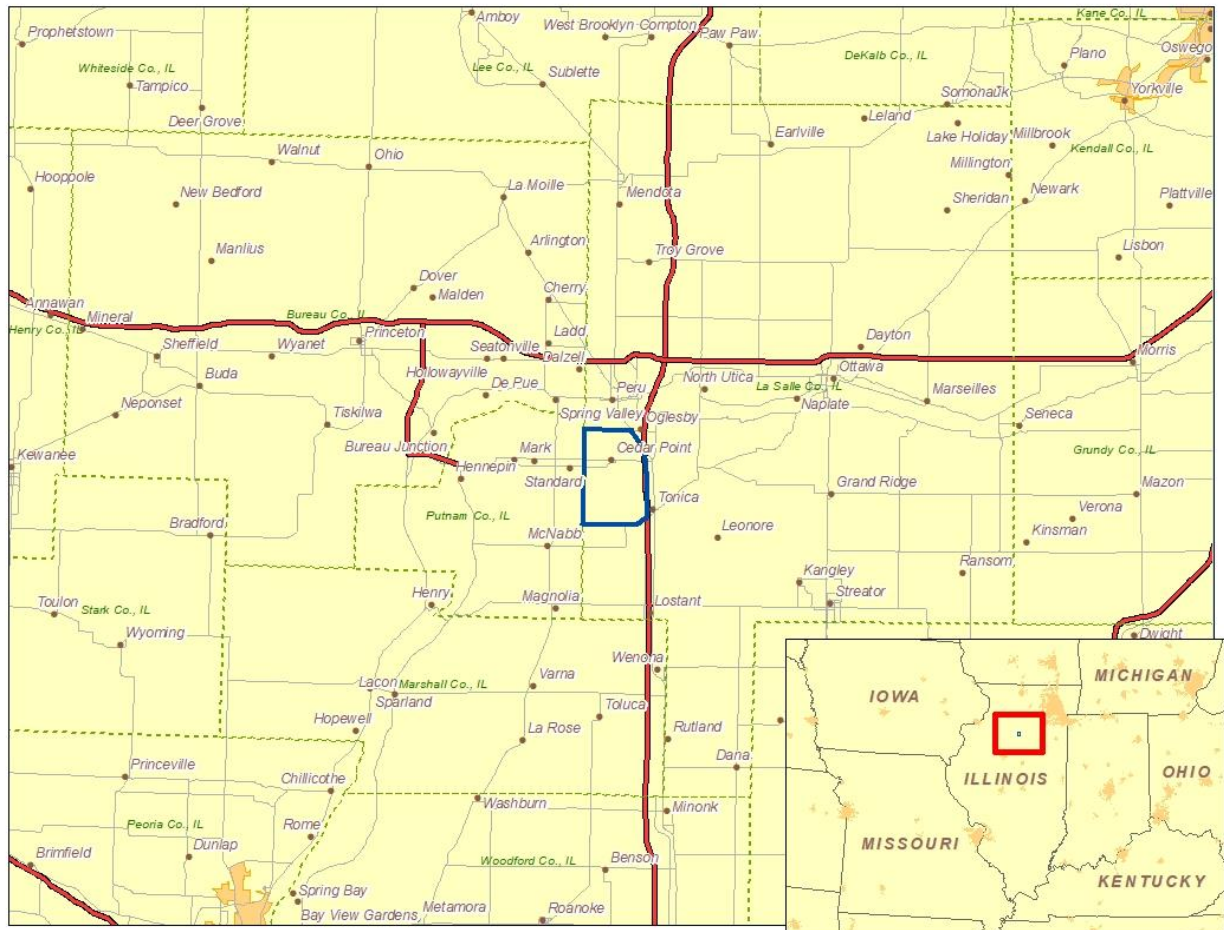 Amboy
West Brooklyn Compton
Kane Co., IL
Prophetstown
Paw Paw
DeKalb Co., IL
Plano
Oswego
Whiteside Co., IL
Lee Co., IL
Sublette
Tampico
Somonauk
Yorkville
Deer Grove
Leland
Earlville
Lake Holiday
Millbrook
Walnut
Ohio
Kendall Co., IL
Hooppole
Millington
La Moille
New Bedford
Mendota
Sheridan
Newark
Plattville
Manlius
Arlington
Troy Grove
Lisbon
Dover
Malden
Cherry
Annawan
Mineral
Bureau Co., IL
Henry Co., IL
Princeton
Ladd
Dayton
Sheffield
Wyanet
Seatonville
Dalzell
Morris
Hollowayville
De Pue
Peru
North Utica
La Salle Co., IL
Ottawa
Buda
Marseilles
Naplate
Neponset
Tiskilwa
Spring Valley
Oglesby
Seneca
Bureau Junction
Mark
Cedar Point
Grundy Co., IL
Kewanee
Hennepin
Standard
Grand Ridge
Mazon
Tonica
Putnam Co., IL
Verona
Bradford
McNabb
Leonore
Kinsman
Ransom
Kangley
Toulon
Stark Co., IL
Henry
Magnolia
Lostant
Streator
Wyoming
Dwight
Wenona
Lacon
Marshall Co., IL
Varna
Sparland
Toluca
Hopewell
La Rose
Rutland
Princeville
Chillicothe
Dana
Washburn
Minonk
Peoria Co., IL
Rome
Dunlap
Brimfield
Woodford Co., IL
Benson
Spring Bay
Bay View Gardens
Metamora
Roanoke
MICHIGAN
IOWA
ILLINOIS
OHIO
MISSOURI
KENTUCKY